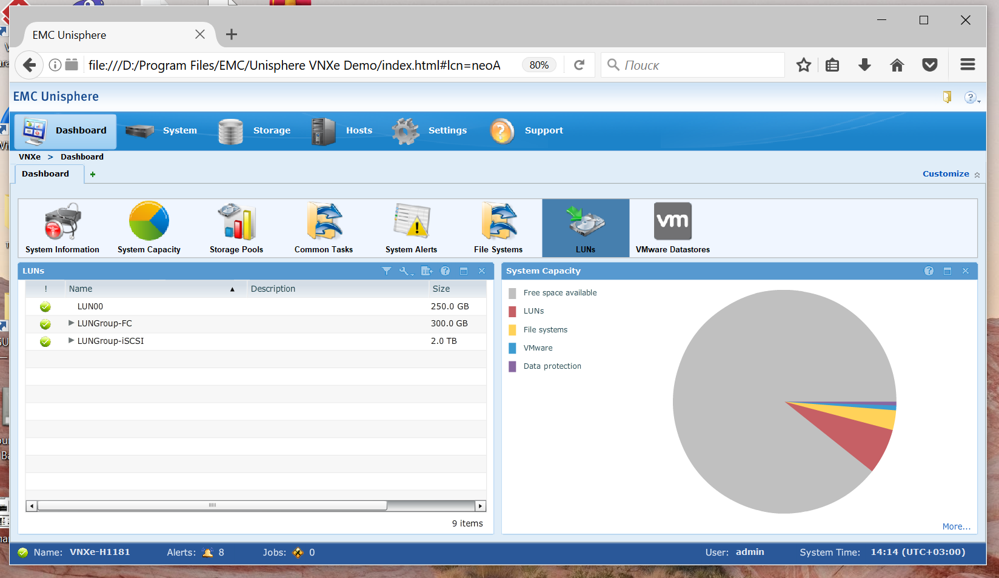 EMC Unisphere
file:///D:/Program Files/EMC/Unisphere VNXe Demo/index.html#lcn=neoA
80%
Поиск
EMC Unisphere
Dashboard
System
Storage
Hosts
Settings
Support
VNXe > Dashboard
Dashboard
Customize
System Information
System Capacity
Storage Pools
Common Tasks
System Alerts
File Systems
LUNs
vm
VMware Datastores
LUNs
! Name Description Size
LUN00 250.0 GB
LUNGroup-FC 300.0 GB
LUNGroup-iSCSI 2.0 TB
9 items
System Capacity
Free space available
LUNs
File systems
VMware
Data protection
More...
Name: VNXe-H1181 Alerts: 8 Jobs: 0 User: admin System Time: 14:14 (UTC+03:00)